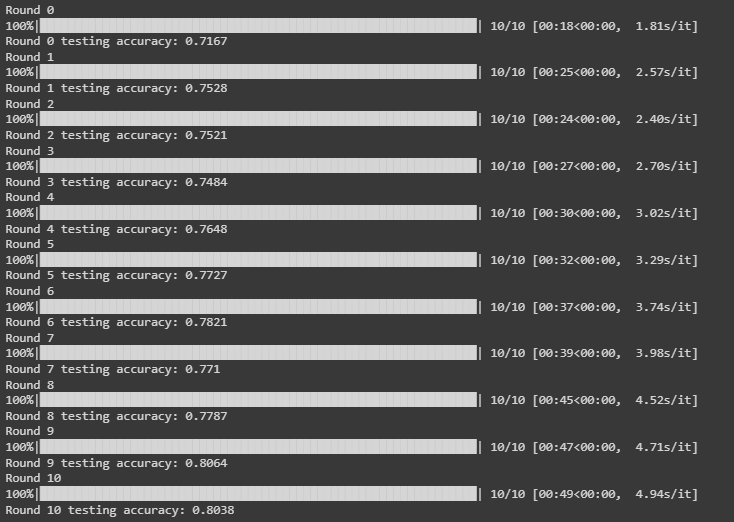 Round 0
100%|██████████| 10/10 [00:18<00:00,  1.81s/it]
Round 0 testing accuracy: 0.7167
Round 1
100%|██████████| 10/10 [00:25<00:00,  2.57s/it]
Round 1 testing accuracy: 0.7528
Round 2
100%|██████████| 10/10 [00:24<00:00,  2.40s/it]
Round 2 testing accuracy: 0.7521
Round 3
100%|██████████| 10/10 [00:27<00:00,  2.70s/it]
Round 3 testing accuracy: 0.7484
Round 4
100%|██████████| 10/10 [00:30<00:00,  3.02s/it]
Round 4 testing accuracy: 0.7648
Round 5
100%|██████████| 10/10 [00:32<00:00,  3.29s/it]
Round 5 testing accuracy: 0.7727
Round 6
100%|██████████| 10/10 [00:37<00:00,  3.74s/it]
Round 6 testing accuracy: 0.7821
Round 7
100%|██████████| 10/10 [00:39<00:00,  3.98s/it]
Round 7 testing accuracy: 0.771
Round 8
100%|██████████| 10/10 [00:45<00:00,  4.52s/it]
Round 8 testing accuracy: 0.7787
Round 9
100%|██████████| 10/10 [00:47<00:00,  4.71s/it]
Round 9 testing accuracy: 0.8064
Round 10
100%|██████████| 10/10 [00:49<00:00,  4.94s/it]
Round 10 testing accuracy: 0.8038